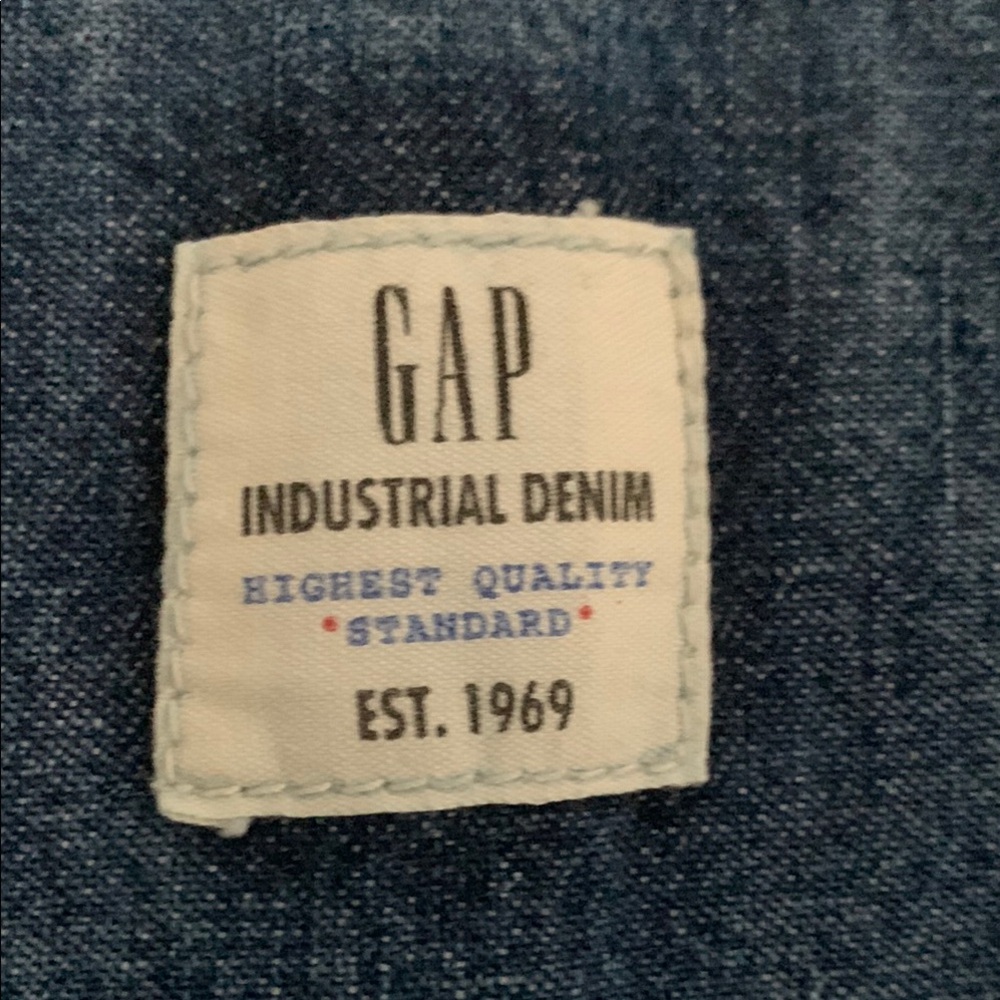 GAP
INDUSTRIAL DENIM
HIGHEST QUALITY
*STANDARD*
EST. 1969